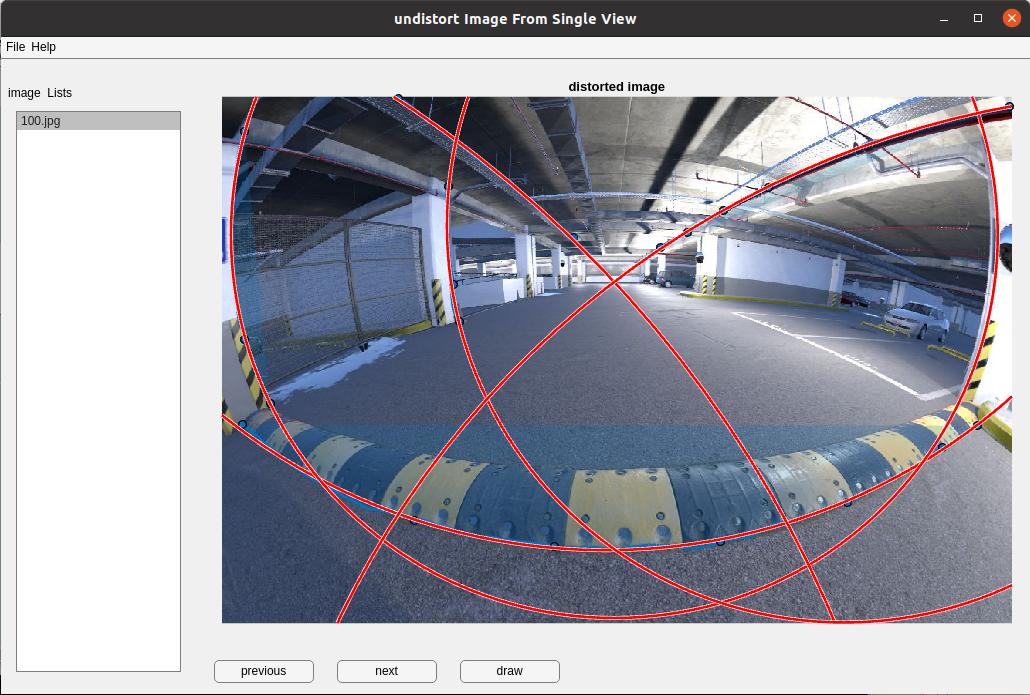 undistort Image From Single View
File Help
image Lists
distorted image
100.jpg
previous next draw